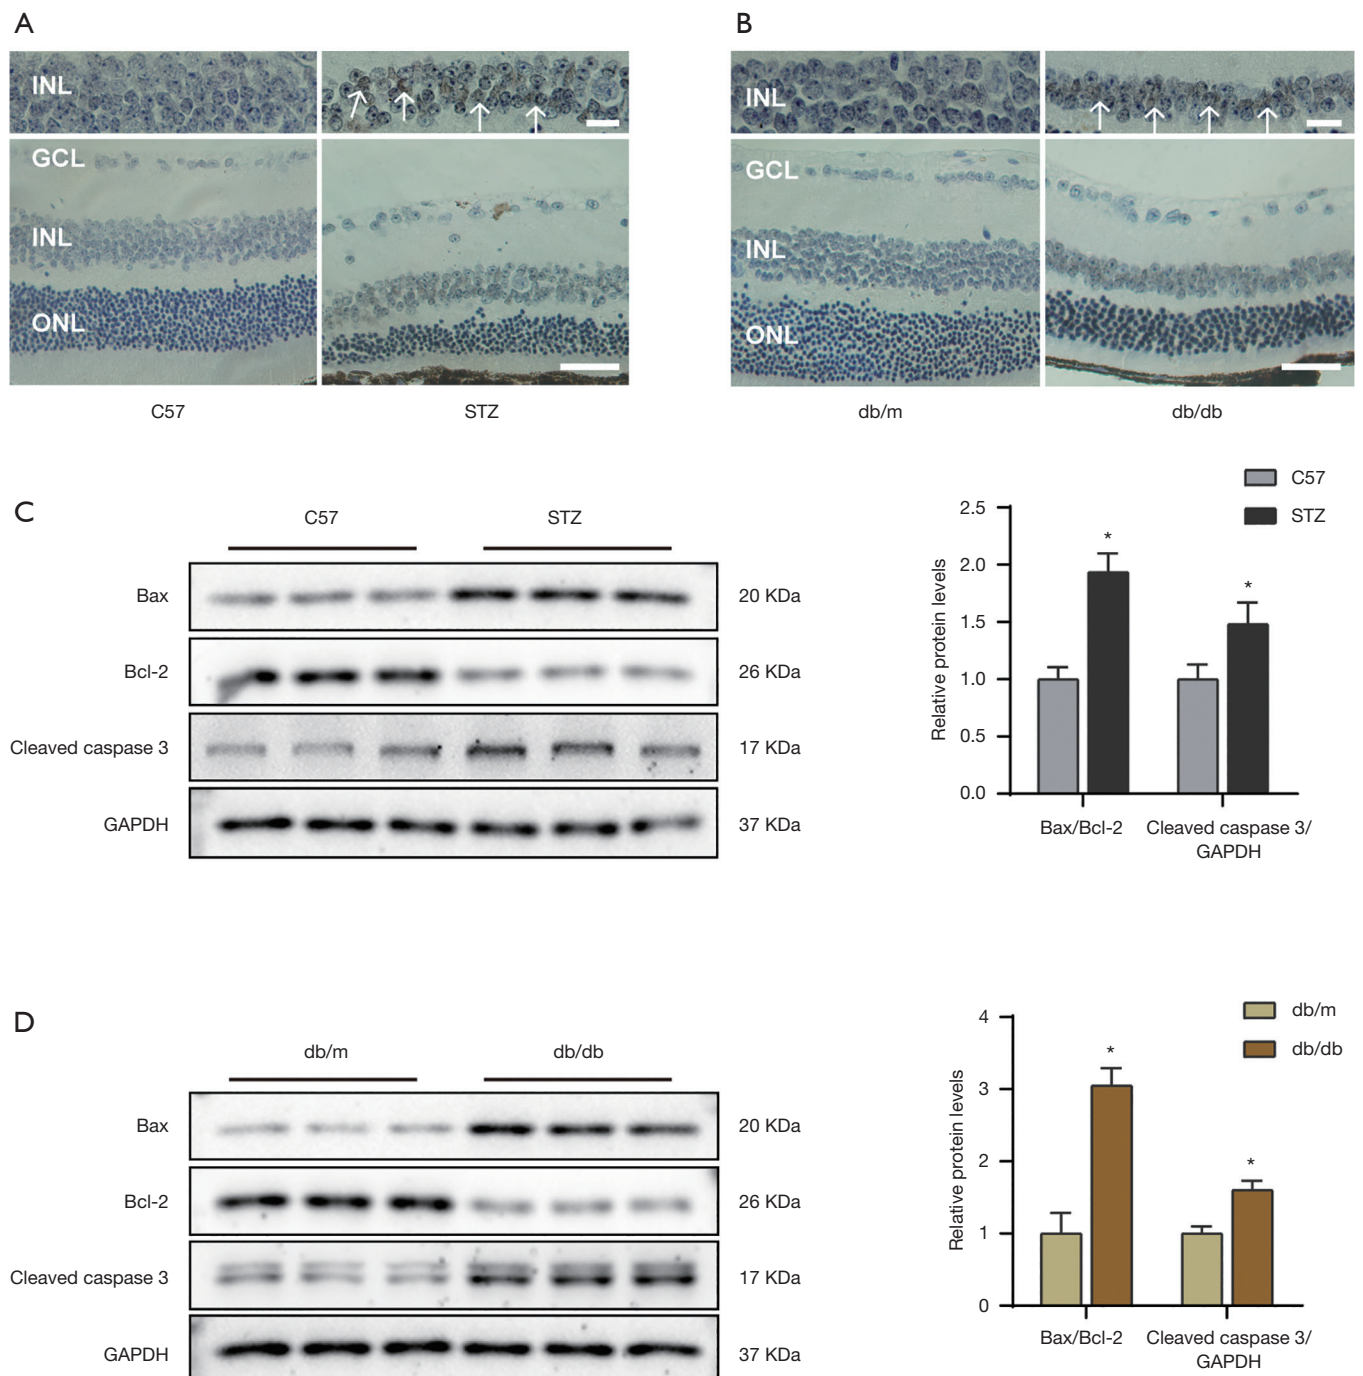 A
INL
GCL
INL
ONL
C57
STZ
B
INL
GCL
INL
ONL
db/m
db/db
C
C57
STZ
Bax
20 KDa
Bcl-2
26 KDa
Cleaved caspase 3
17 KDa
GAPDH
37 KDa
C57
STZ
Relative protein levels
2.5
2.0
1.5
1.0
0.5
0.0
*
*
Bax/Bcl-2
Cleaved caspase 3/
GAPDH
D
db/m
db/db
Bax
20 KDa
Bcl-2
26 KDa
Cleaved caspase 3
17 KDa
GAPDH
37 KDa
db/m
db/db
Relative protein levels
4
3
2
1
0
*
*
Bax/Bcl-2
Cleaved caspase 3/
GAPDH